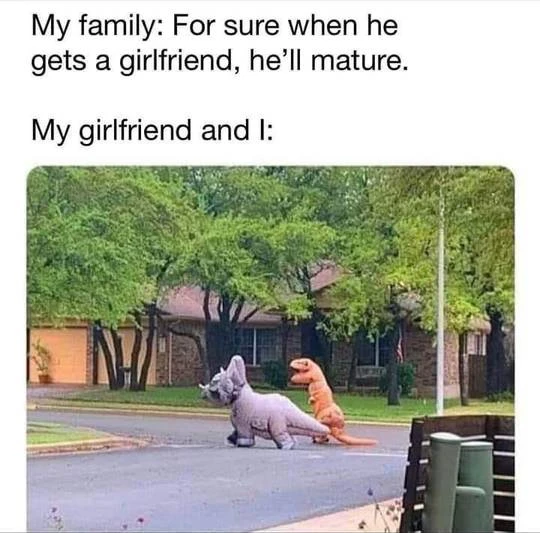 My family: For sure when he
gets a girlfriend, he'll mature.
My girlfriend and I: